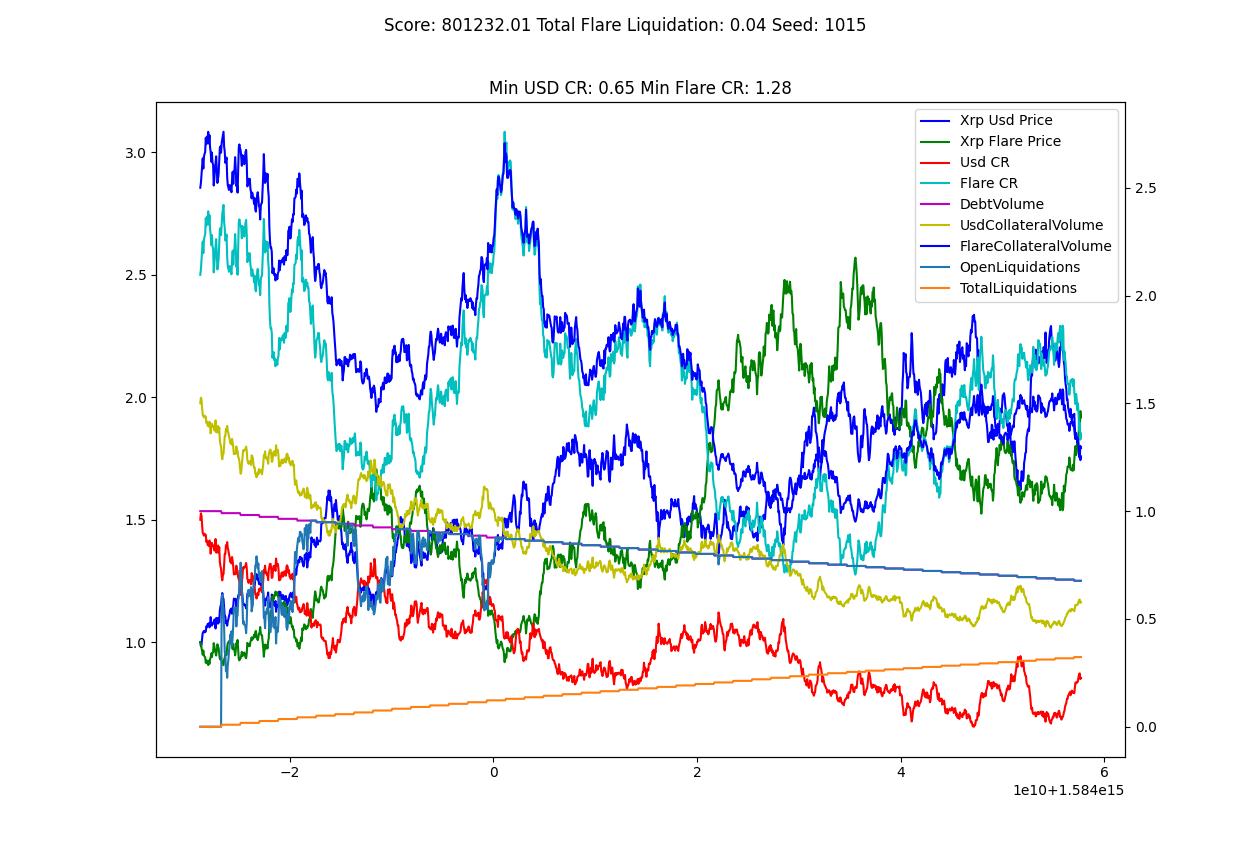 Score: 801232.01 Total Flare Liquidation: 0.04 Seed: 1015
Min USD CR: 0.65 Min Flare CR: 1.28
Xrp Usd Price
Xrp Flare Price
Usd CR
Flare CR
DebtVolume
UsdCollateralVolume
FlareCollateralVolume
OpenLiquidations
TotalLiquidations
3.0
2.5
2.0
1.5
1.0
2.5
2.0
1.5
1.0
0.5
0.0
−2
0
2
4
6
1e10+1.584e15